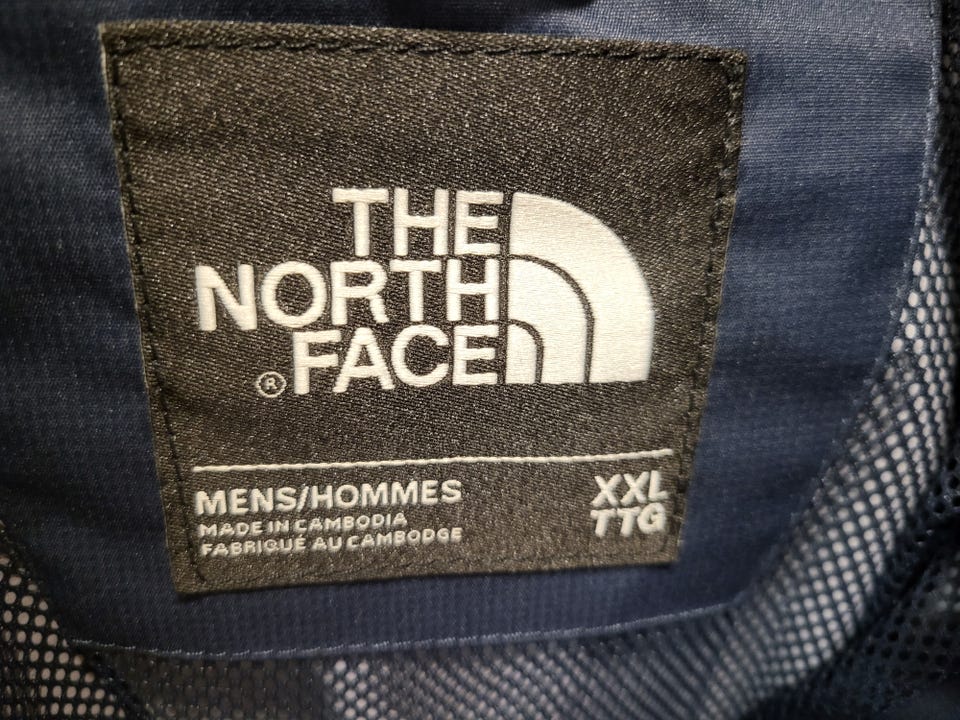 THE
NORTH
® FACE
MENS/HOMMES XXL
MADE IN CAMBODIA TTG
FABRIQUÉ AU CAMBODGE